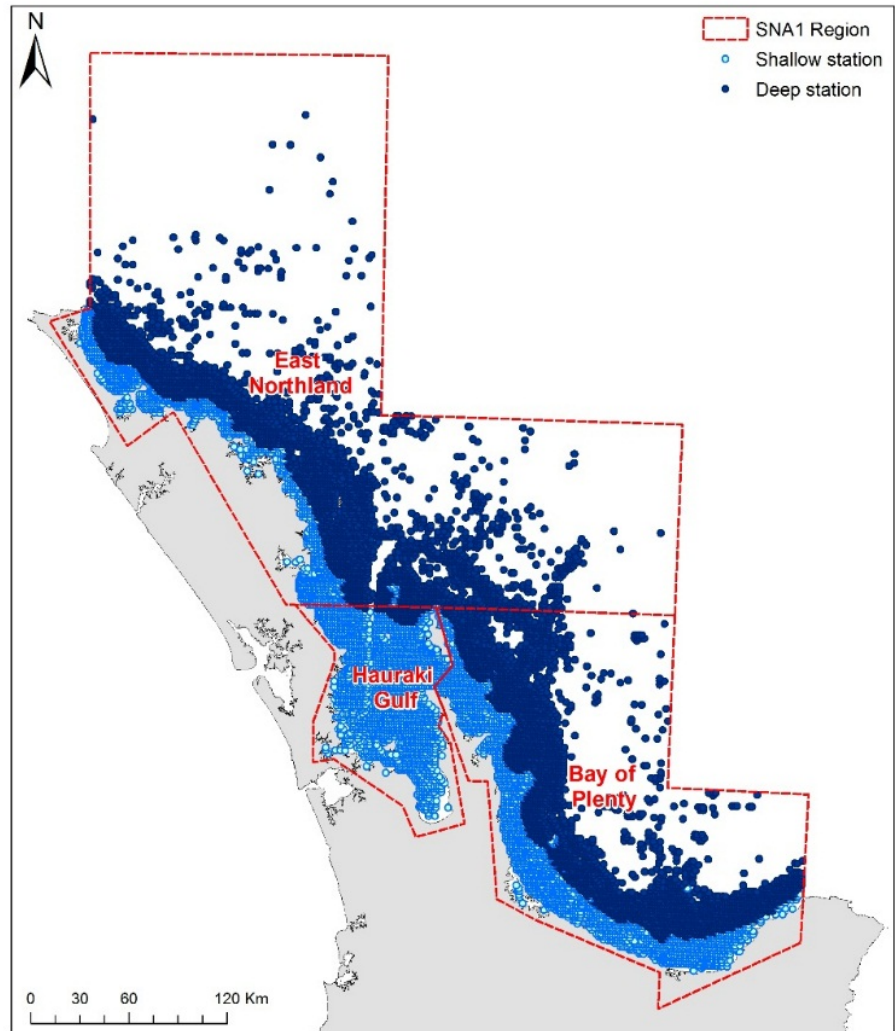 N
SNA1 Region
Shallow station
Deep station
East
Northland
Hauraki
Gulf
Bay of
Plenty
0 30 60 120 Km